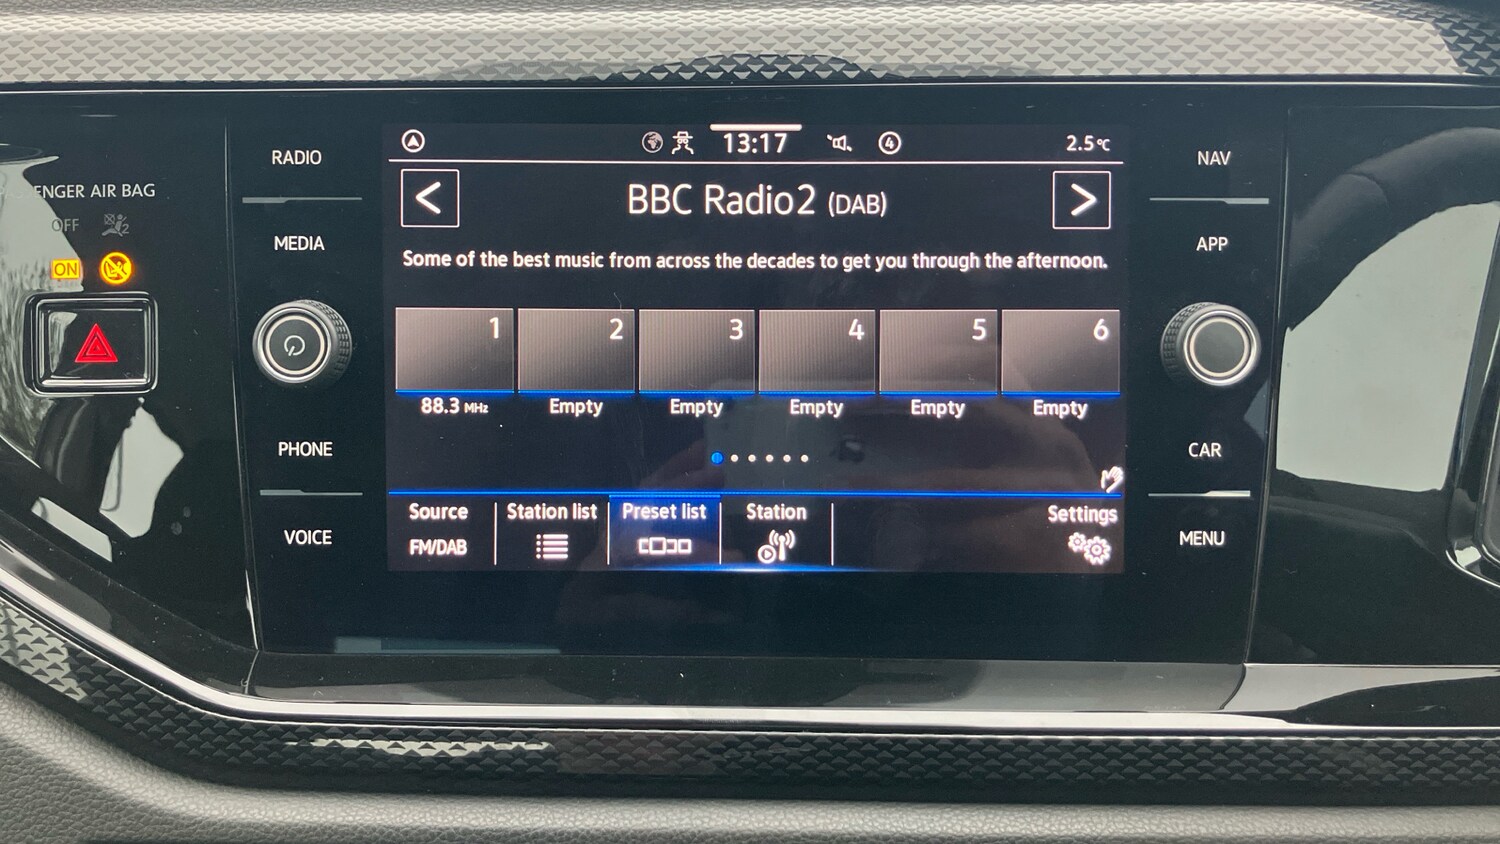 13:17
4
2.5°C
RADIO
NAV
<
BBC Radio2 (DAB)
>
ENGER AIR BAG
OFF
2
MEDIA
APP
Some of the best music from across the decades to get you through the afternoon.
ON
1
2
3
4
5
6
88.3 MHz
Empty
Empty
Empty
Empty
Empty
PHONE
CAR
Source
Station list
Preset list
Station
Settings
FM/DAB
VOICE
MENU